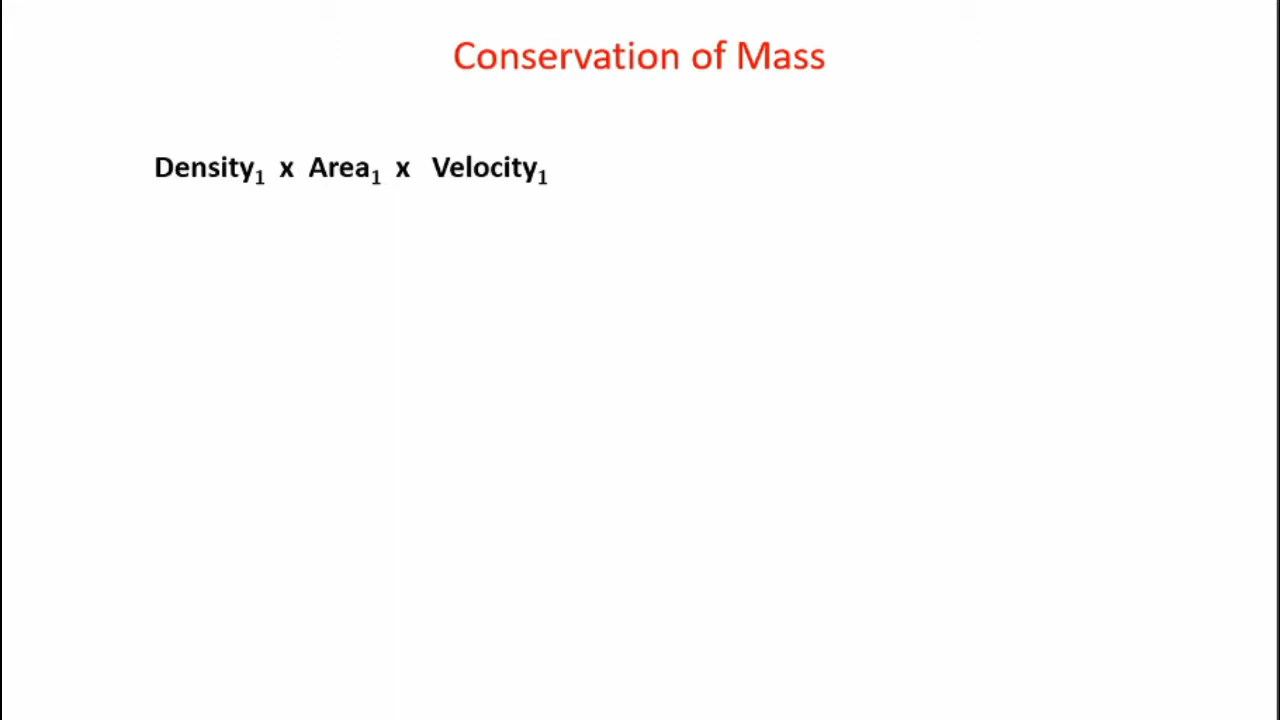 Conservation of Mass
Density₁ x Area₁ x Velocity₁